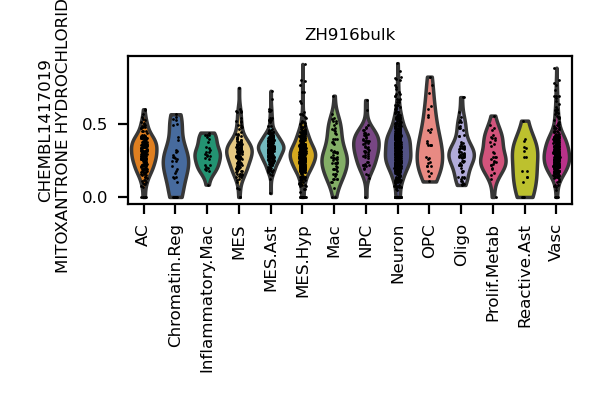 ZH916bulk
CHEMBL1417019
MITOXANTRONE HYDROCHLORID
0.5
0.0
AC
Chromatin.Reg
Inflammatory.Mac
MES
MES.Ast
MES.Hyp
Mac
NPC
Neuron
OPC
Oligo
Prolif.Metab
Reactive.Ast
Vasc